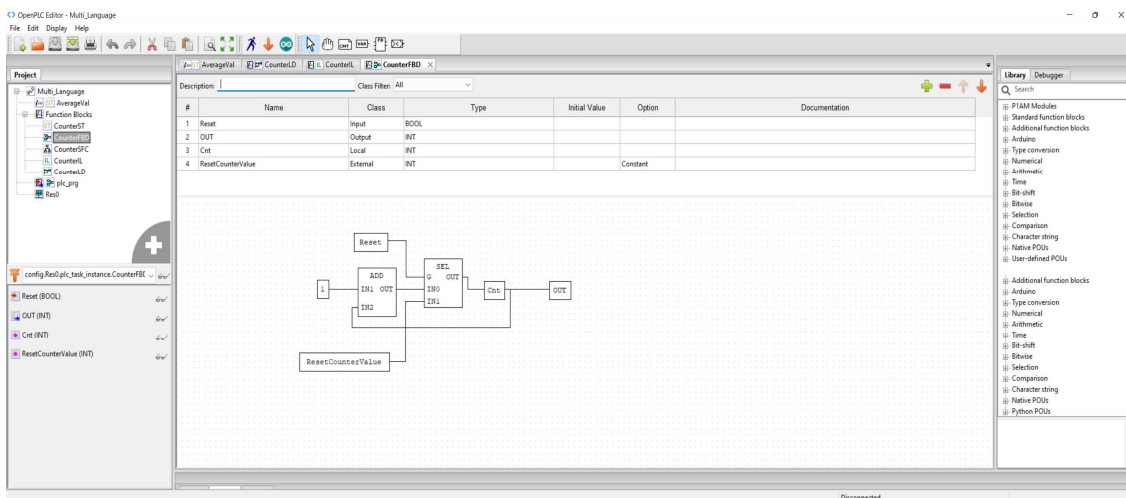 OpenPLC Editor - Multi_Language
File Edit Display Help
AverageVal CounterLD CounterIL CounterFBD
Project
Multi_Language
AverageVal
Function Blocks
CounterST
CounterFBD
CounterSFC
CounterIL
CounterLD
plc_prg
Res0
config.Res0.plc_task_instance.CounterFBD
Reset (BOOL)
OUT (INT)
Cnt (INT)
ResetCounterValue (INT)
Description: Class Filter: All
# Name Class Type Initial Value Option Documentation
1 Reset Input BOOL
2 OUT Output INT
3 Cnt Local INT
4 ResetCounterValue External INT Constant
Reset
SEL
ADD
G OUT
1 IN1 OUT IN0 Cnt OUT
IN2 IN1
ResetCounterValue
Library Debugger
Search
P1AM Modules
Standard function blocks
Additional function blocks
Arduino
Type conversion
Numerical
Arithmetic
Time
Bit-shift
Bitwise
Selection
Comparison
Character string
Native POUs
User-defined POUs
Additional function blocks
Arduino
Type conversion
Numerical
Arithmetic
Time
Bit-shift
Bitwise
Selection
Comparison
Character string
Native POUs
Python POUs
Disconnected